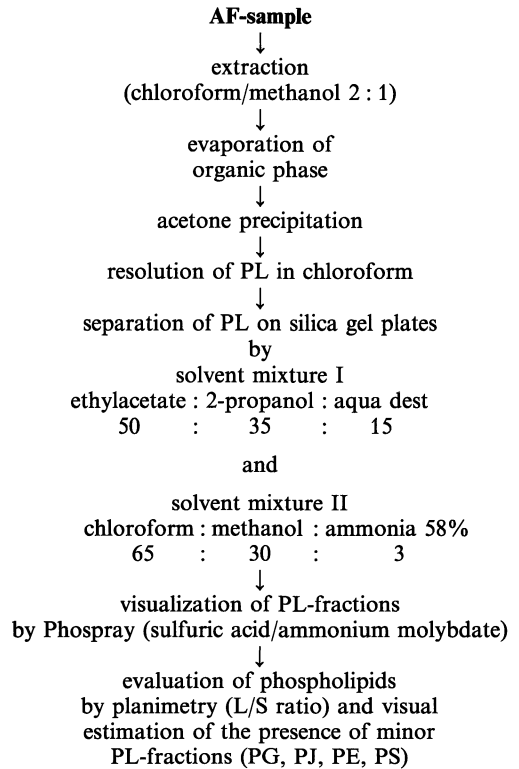 AF-sample
↓
extraction
(chloroform/methanol 2 : 1)
↓
evaporation of
organic phase
↓
acetone precipitation
↓
resolution of PL in chloroform
↓
separation of PL on silica gel plates
by
solvent mixture I
ethylacetate : 2-propanol : aqua dest
50 : 35 : 15
and
solvent mixture II
chloroform : methanol : ammonia 58%
65 : 30 : 3
↓
visualization of PL-fractions
by Phospray (sulfuric acid/ammonium molybdate)
↓
evaluation of phospholipids
by planimetry (L/S ratio) and visual
estimation of the presence of minor
PL-fractions (PG, PJ, PE, PS)